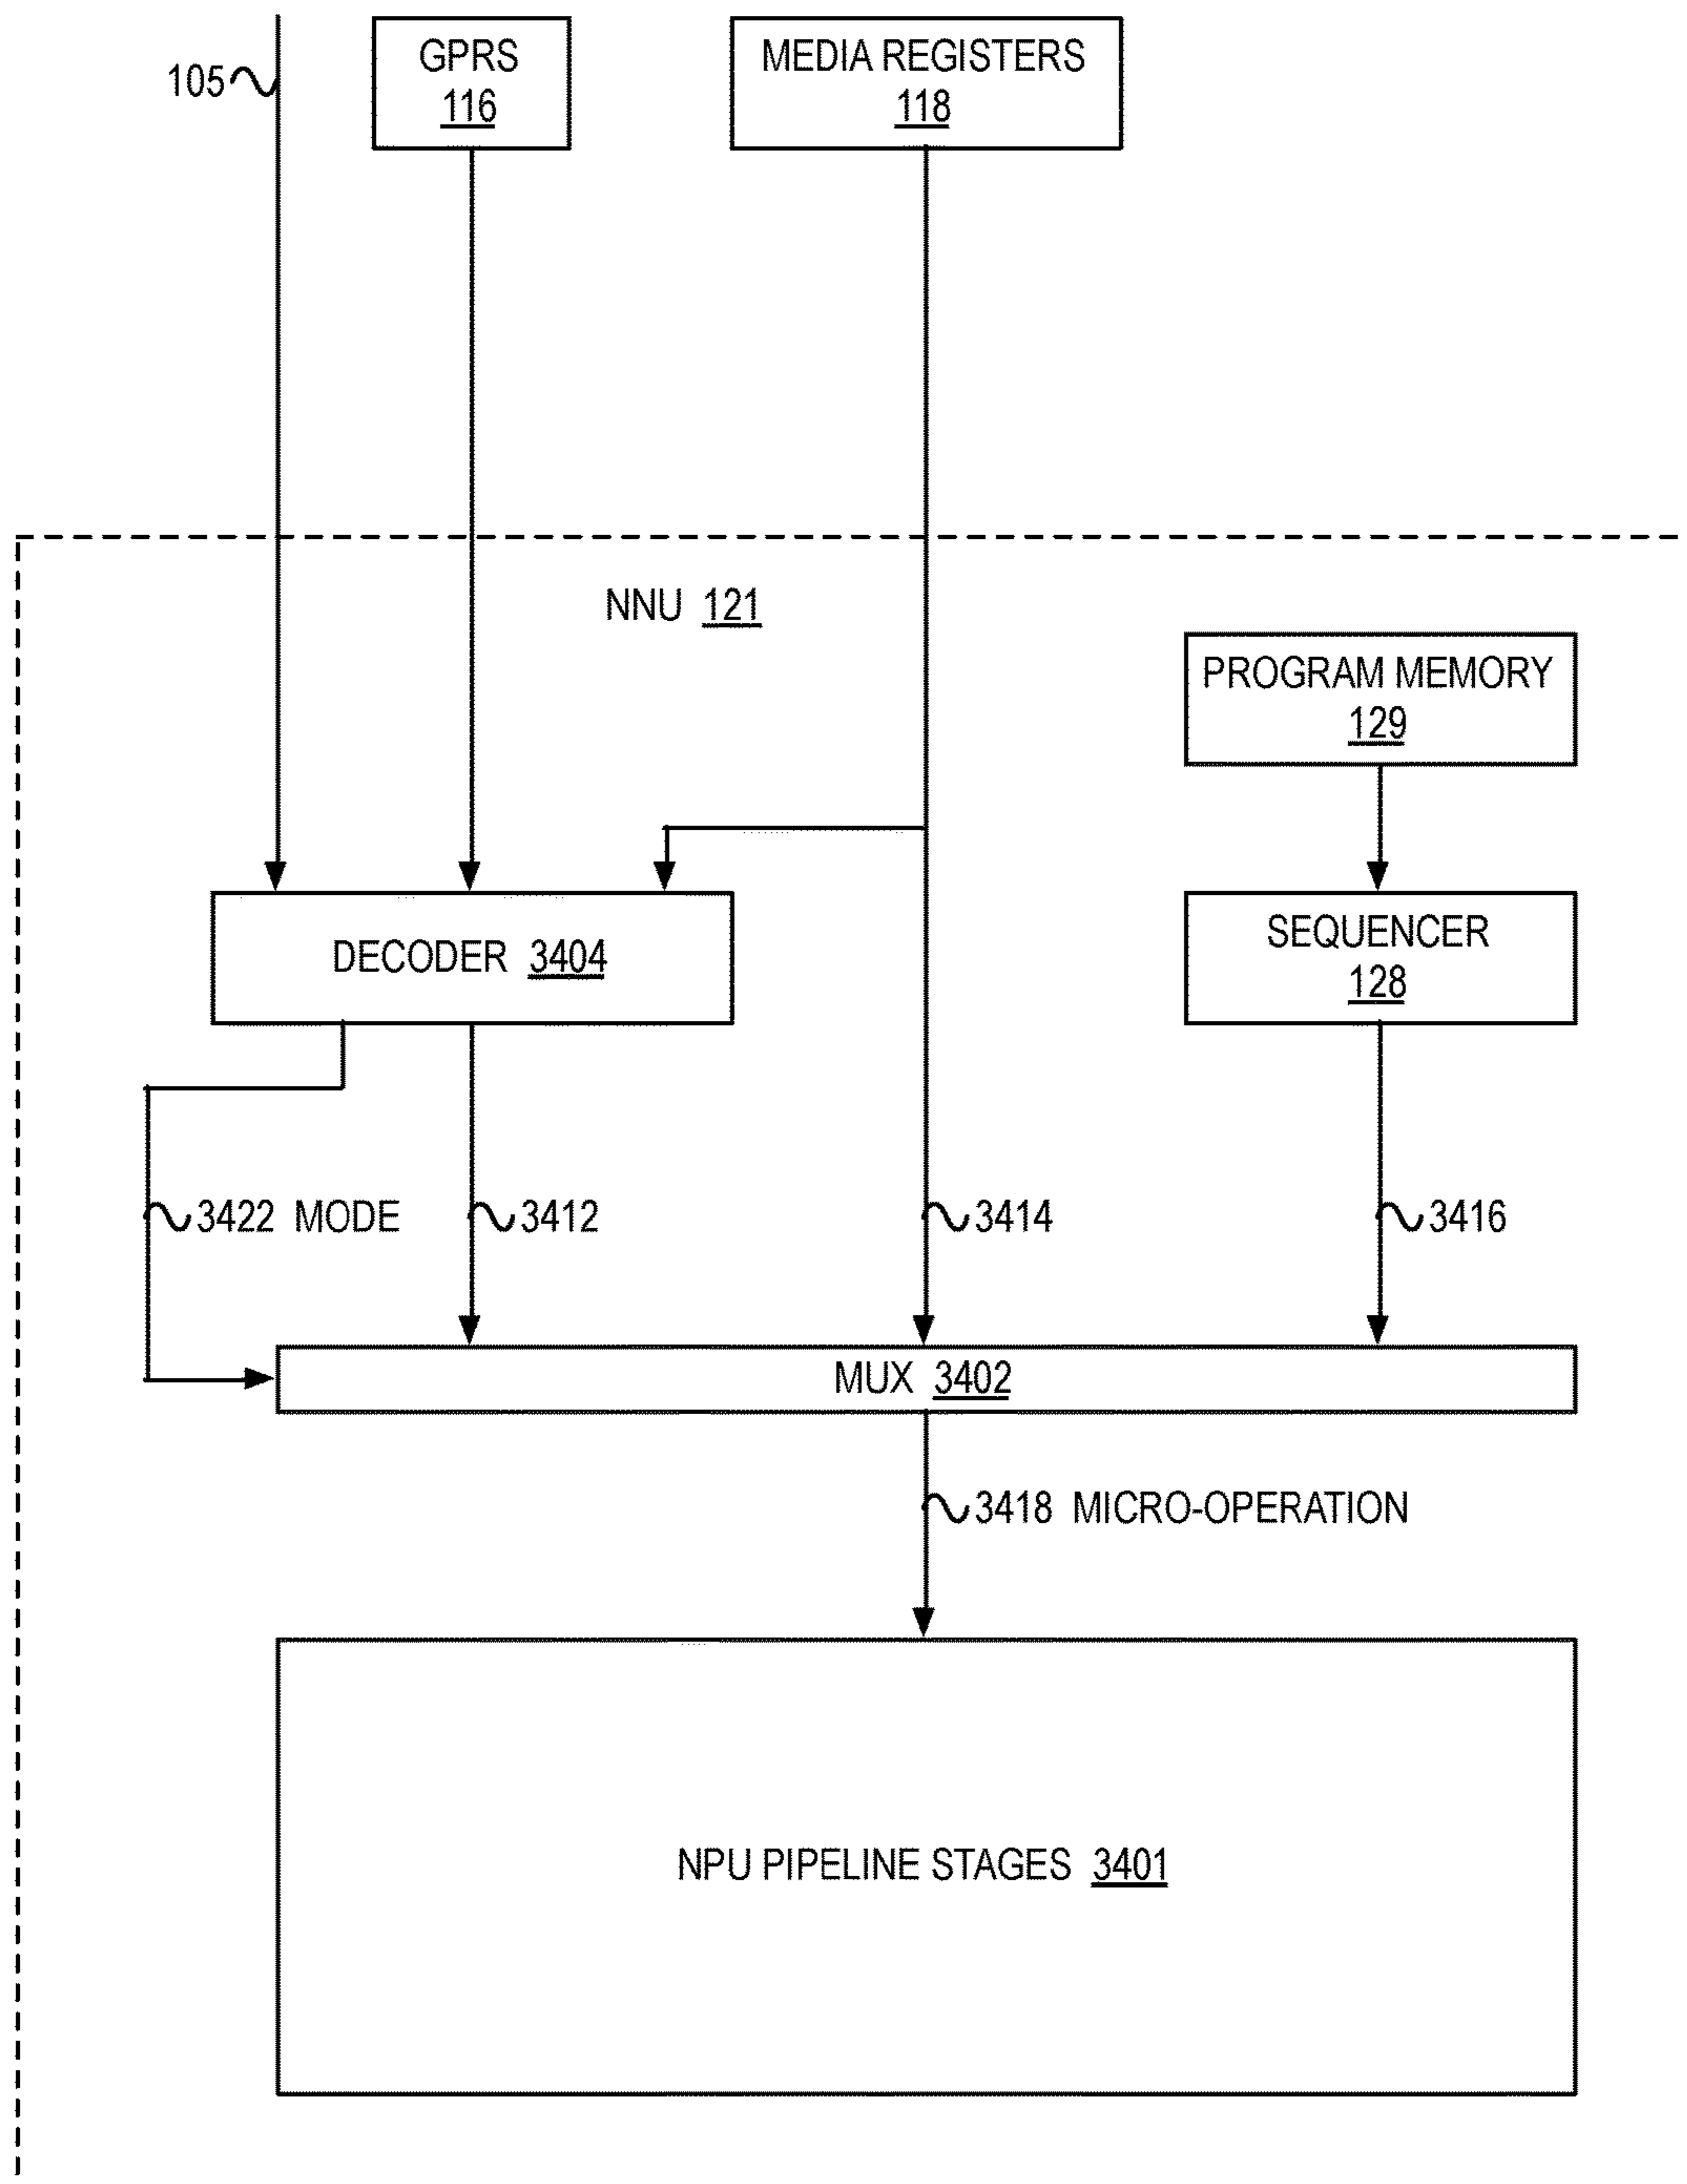 GPRS
116
MEDIA REGISTERS
118
105
NNU 121
PROGRAM MEMORY
129
DECODER 3404
SEQUENCER
128
3422 MODE
3412
3414
3416
MUX 3402
3418 MICRO-OPERATION
NPU PIPELINE STAGES 3401